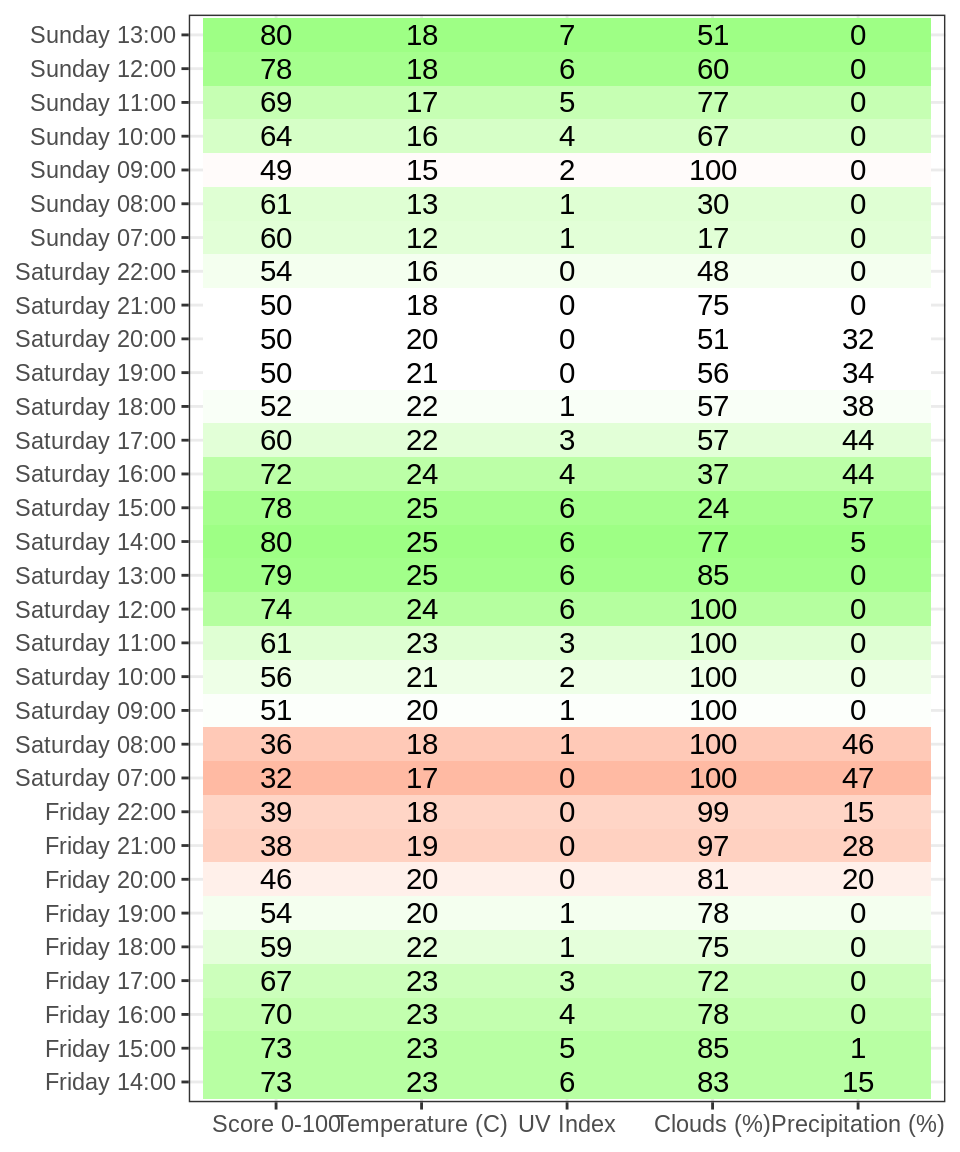 Sunday 13:00 80 18 7 51 0
Sunday 12:00 78 18 6 60 0
Sunday 11:00 69 17 5 77 0
Sunday 10:00 64 16 4 67 0
Sunday 09:00 49 15 2 100 0
Sunday 08:00 61 13 1 30 0
Sunday 07:00 60 12 1 17 0
Saturday 22:00 54 16 0 48 0
Saturday 21:00 50 18 0 75 0
Saturday 20:00 50 20 0 51 32
Saturday 19:00 50 21 0 56 34
Saturday 18:00 52 22 1 57 38
Saturday 17:00 60 22 3 57 44
Saturday 16:00 72 24 4 37 44
Saturday 15:00 78 25 6 24 57
Saturday 14:00 80 25 6 77 5
Saturday 13:00 79 25 6 85 0
Saturday 12:00 74 24 6 100 0
Saturday 11:00 61 23 3 100 0
Saturday 10:00 56 21 2 100 0
Saturday 09:00 51 20 1 100 0
Saturday 08:00 36 18 1 100 46
Saturday 07:00 32 17 0 100 47
Friday 22:00 39 18 0 99 15
Friday 21:00 38 19 0 97 28
Friday 20:00 46 20 0 81 20
Friday 19:00 54 20 1 78 0
Friday 18:00 59 22 1 75 0
Friday 17:00 67 23 3 72 0
Friday 16:00 70 23 4 78 0
Friday 15:00 73 23 5 85 1
Friday 14:00 73 23 6 83 15
Score 0-100 Temperature (C) UV Index Clouds (%) Precipitation (%)